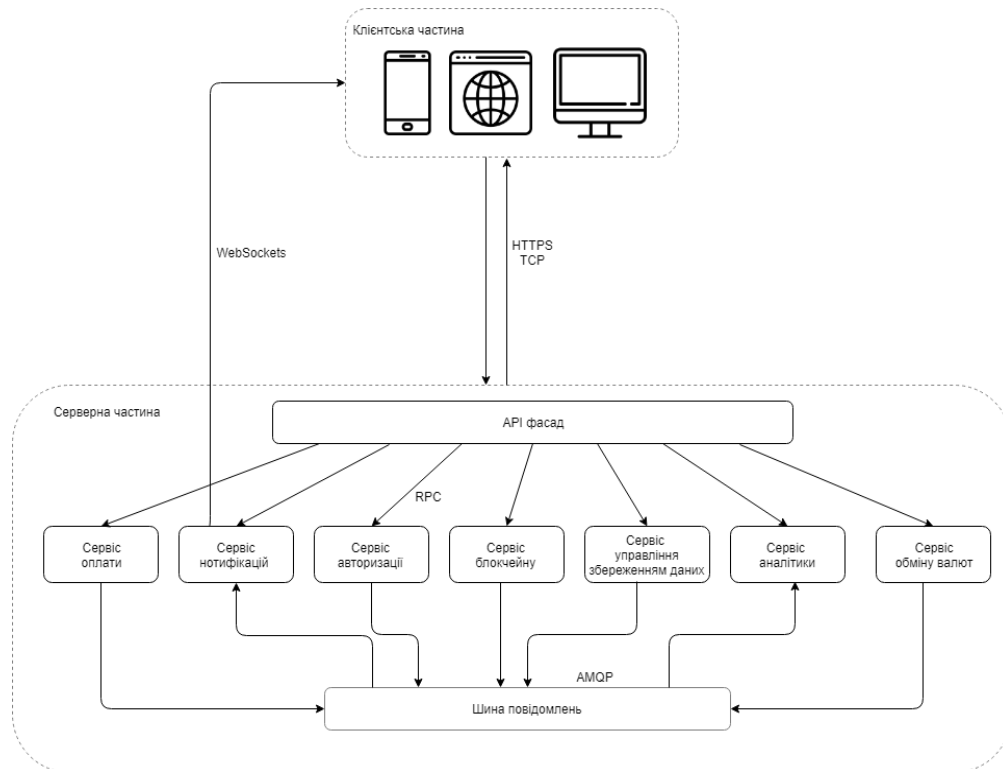 Клієнтська частина
WebSockets
HTTPS
TCP
Серверна частина
АРІ фасад
RPC
Сервіс
оплати
Сервіс
нотифікацій
Сервіс
авторизації
Сервіс
блокчейну
Сервіс
управління
збереженням даних
Сервіс
аналітики
Сервіс
обміну валют
AMQP
Шина повідомлень